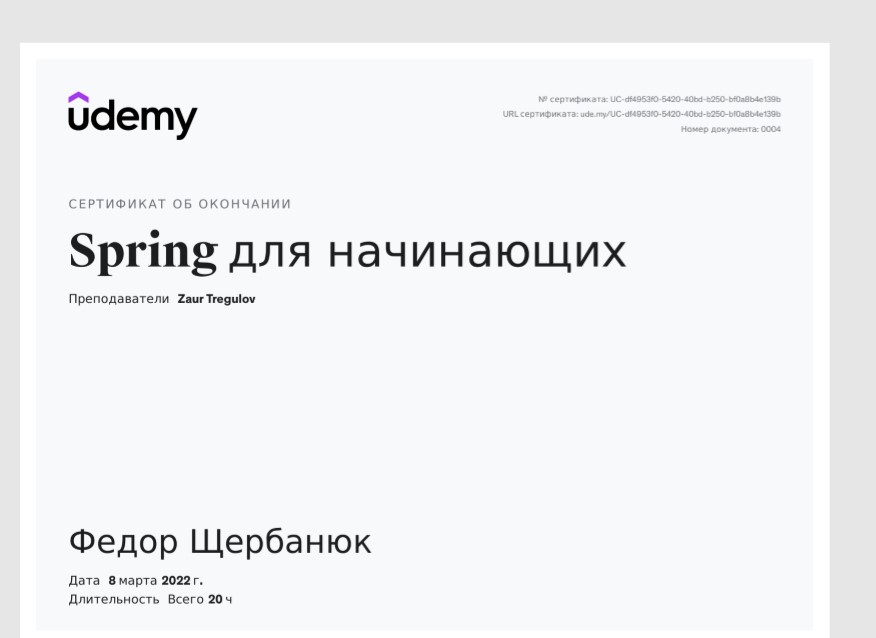 udemy
№ сертификата: UC-df4953f0-5420-40bd-b250-bf0a8b4e139b
URL сертификата: ude.my/UC-df4953f0-5420-40bd-b250-bf0a8b4e139b
Номер документа: 0004
СЕРТИФИКАТ ОБ ОКОНЧАНИИ
Spring для начинающих
Преподаватели Zaur Tregulov
Федор Щербанюк
Дата 8 марта 2022 г.
Длительность Всего 20 ч